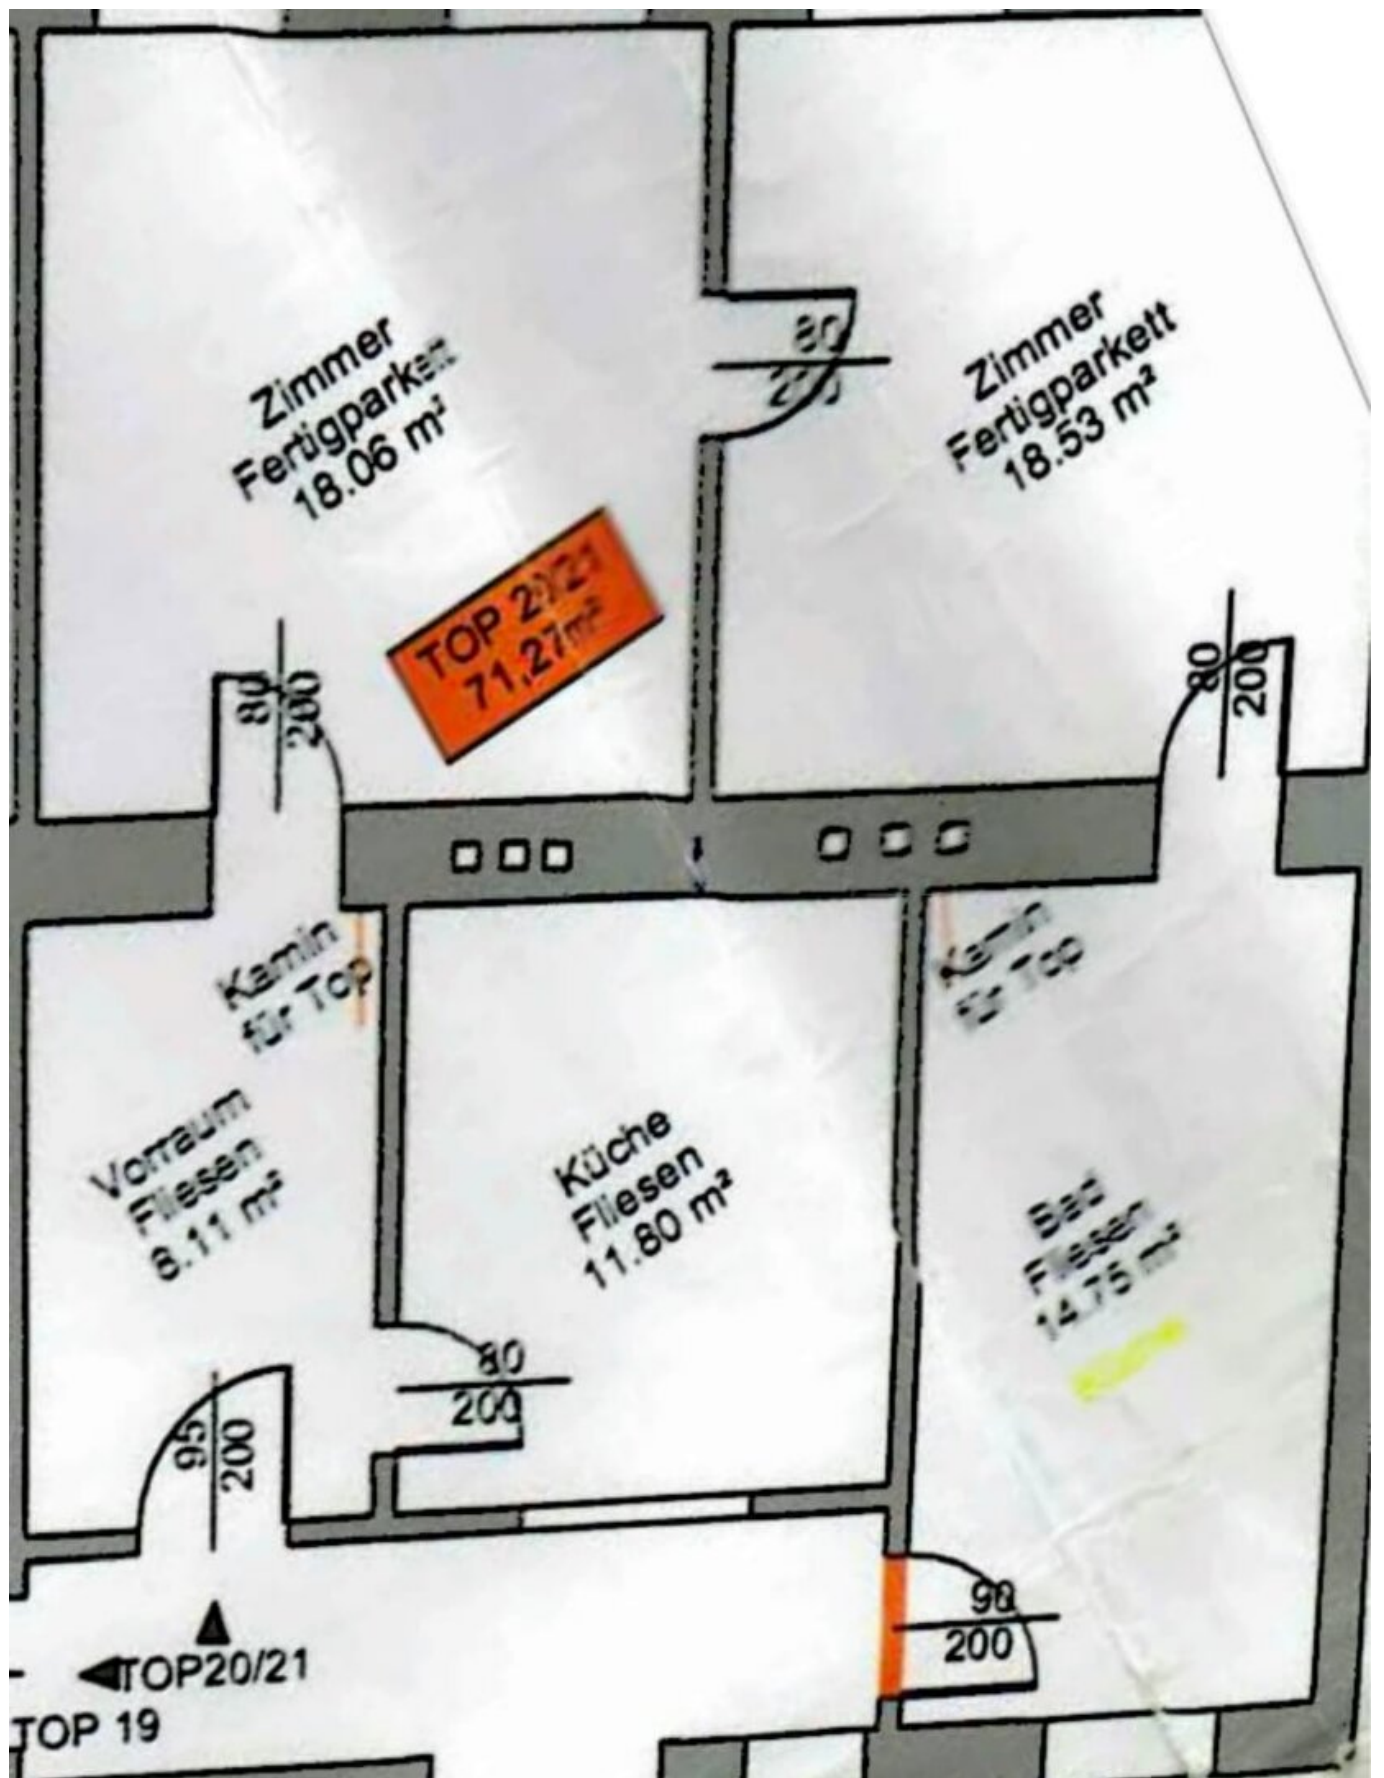 Zimmer
Fertigparkett
18.06 m²
80
Zimmer
Fertigparkett
18.53 m²
TOP 20/21
71,27m²
80
200
80
200
Kamin
für Top
Kamin
für Top
Vorraum
Fliesen
8.11 m²
Küche
Fliesen
11.80 m²
Bad
Fliesen
14.75 m²
80
200
95
200
90
200
TOP20/21
TOP 19